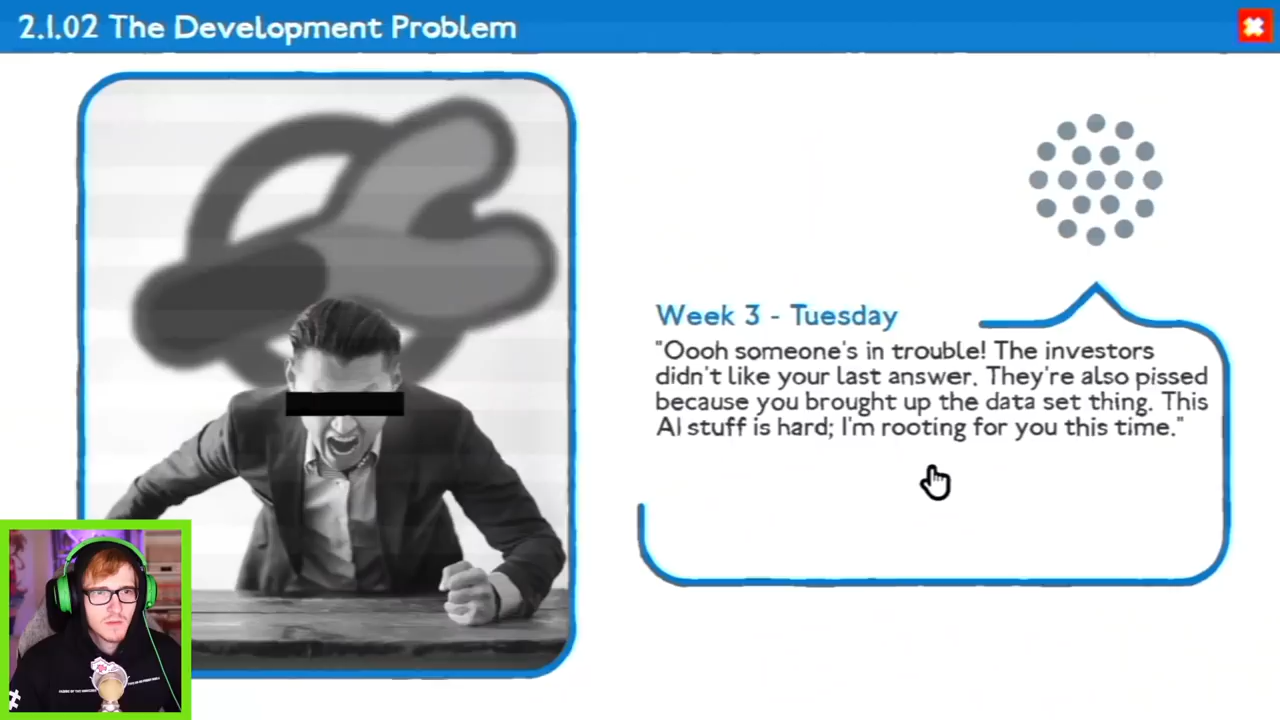 2.1.02 The Development Problem
Week 3 - Tuesday
"Oooh someone's in trouble! The investors
didn't like your last answer. They're also pissed
because you brought up the data set thing. This
AI stuff is hard; I'm rooting for you this time."